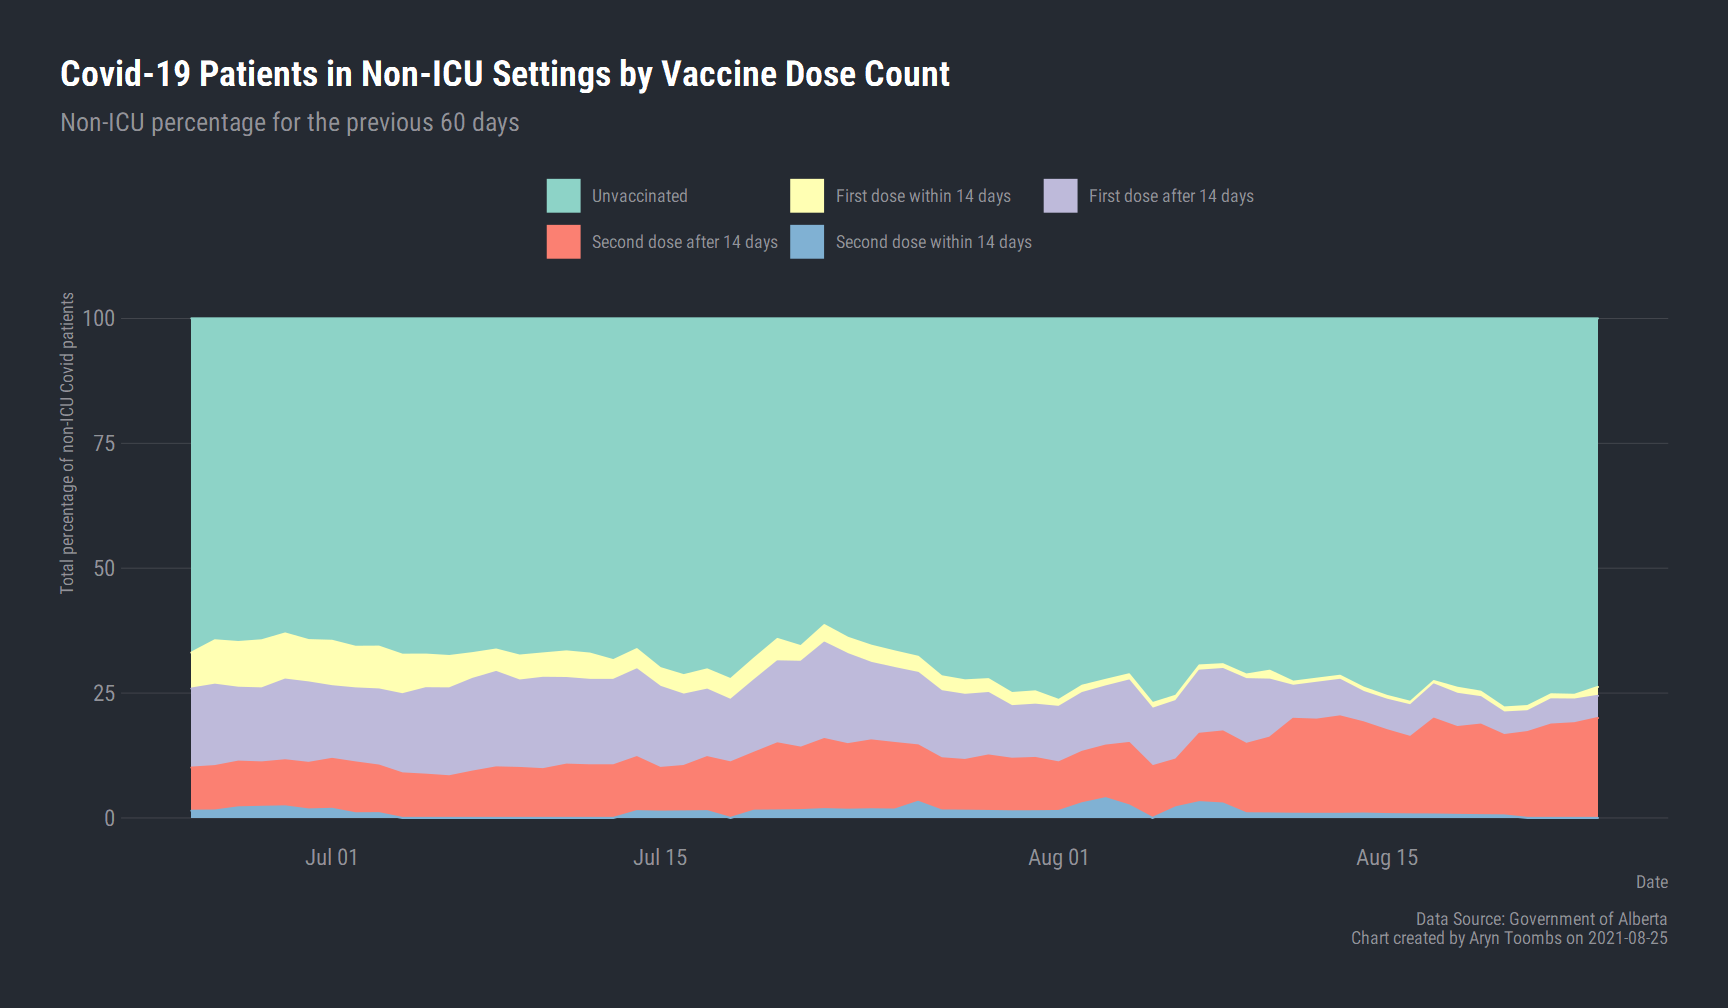 Covid-19 Patients in Non-ICU Settings by Vaccine Dose Count
Non-ICU percentage for the previous 60 days
Unvaccinated
First dose within 14 days
First dose after 14 days
Second dose after 14 days
Second dose within 14 days
Total percentage of non-ICU Covid patients
100
75
50
25
0
Jul 01
Jul 15
Aug 01
Aug 15
Date
Data Source: Government of Alberta
Chart created by Aryn Toombs on 2021-08-25